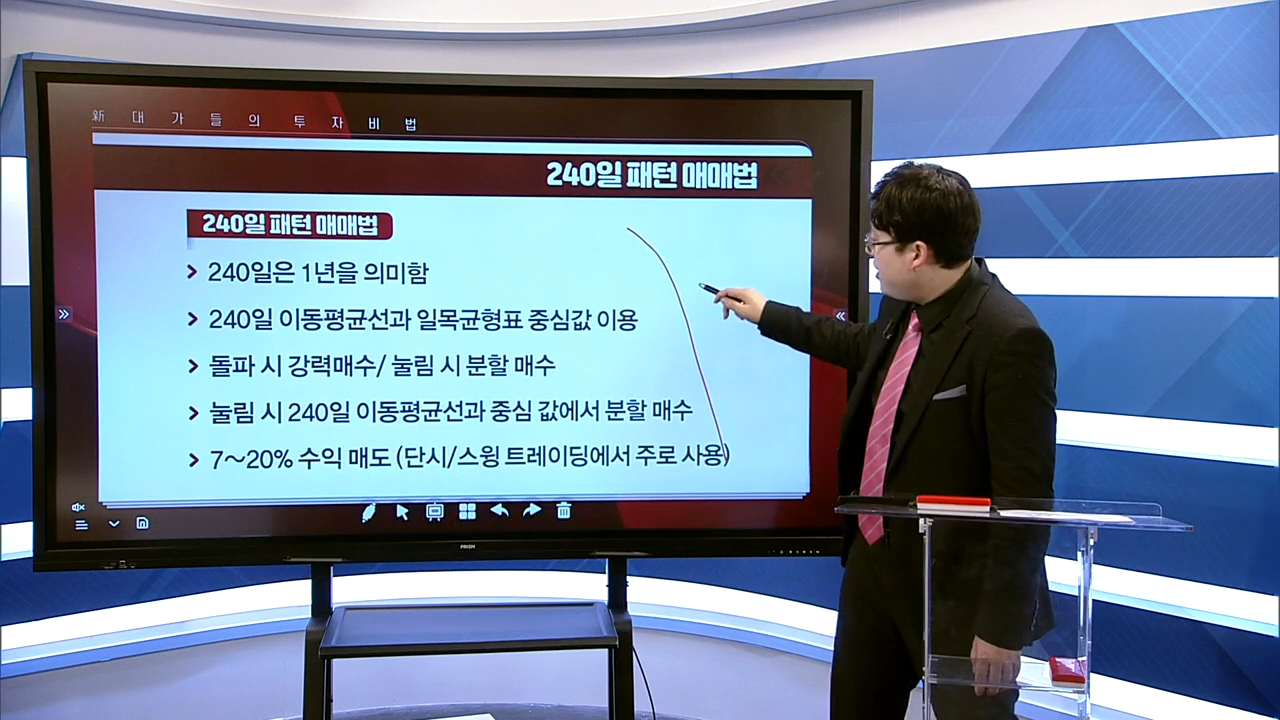 新 대 가 들 의 투 자 비 법
240일 패턴 매매법
240일 패턴 매매법
240일은 1년을 의미함
240일 이동평균선과 일목균형표 중심값 이용
돌파 시 강력매수/ 눌림 시 분할 매수
눌림 시 240일 이동평균선과 중심 값에서 분할 매수
7~20% 수익 매도 (단시/스윙 트레이딩에서 주로 사용)
PRISM